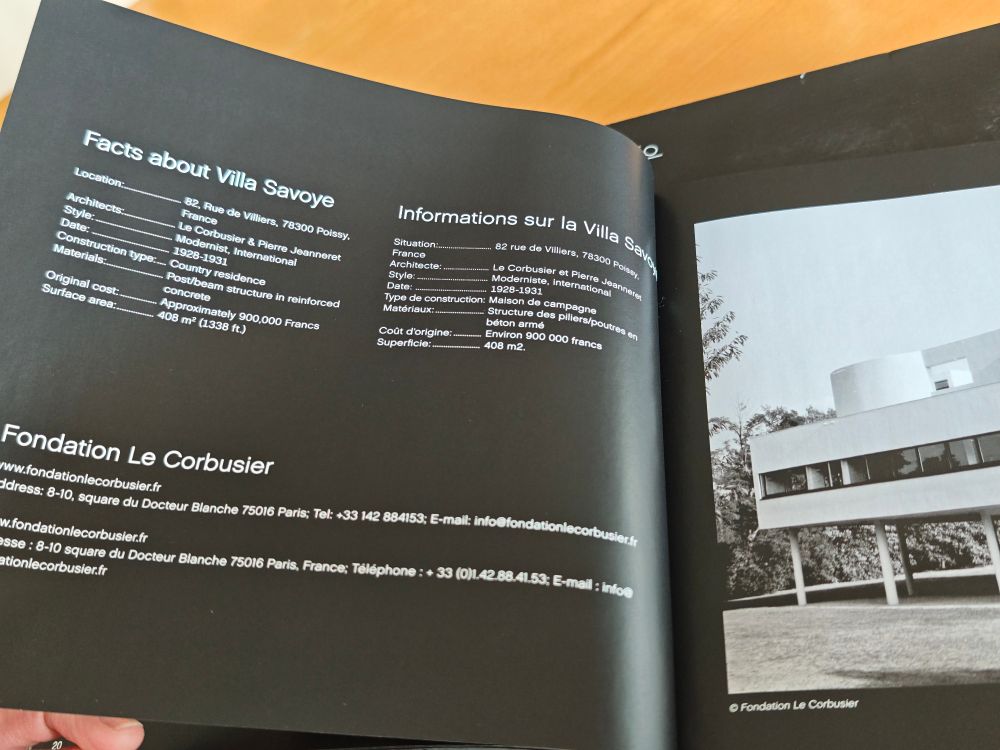 Facts about Villa Savoye
Location:
82, Rue de Villiers, 78300 Poissy,
France
Architects:
Le Corbusier & Pierre Jeanneret
Style:
Modernist, International
Date:
1928-1931
Construction type:
Country residence
Materials:
Post/beam structure in reinforced
concrete
Original cost:
Approximately 900,000 Francs
Surface area:
408 m² (1338 ft.)
Informations sur la Villa Savoye
Situation: 82 rue de Villiers, 78300 Poissy,
France
Architecte: Le Corbusier et Pierre Jeanneret
Style: Moderniste, international
Date: 1928-1931
Type de construction: Maison de campagne
Matériaux: Structure des piliers/poutres en
béton armé
Coût d'origine: Environ 900 000 francs
Superficie: 408 m2.
Fondation Le Corbusier
www.fondationlecorbusier.fr
ddress: 8-10, square du Docteur Blanche 75016 Paris; Tel: +33 142 884153; E-mail: info@fondationlecorbusier.fr
w.fondationlecorbusier.fr
esse : 8-10 square du Docteur Blanche 75016 Paris, France; Téléphone : + 33 (0)1.42.88.41.53; E-mail : info@
ationlecorbusier.fr
20
© Fondation Le Corbusier